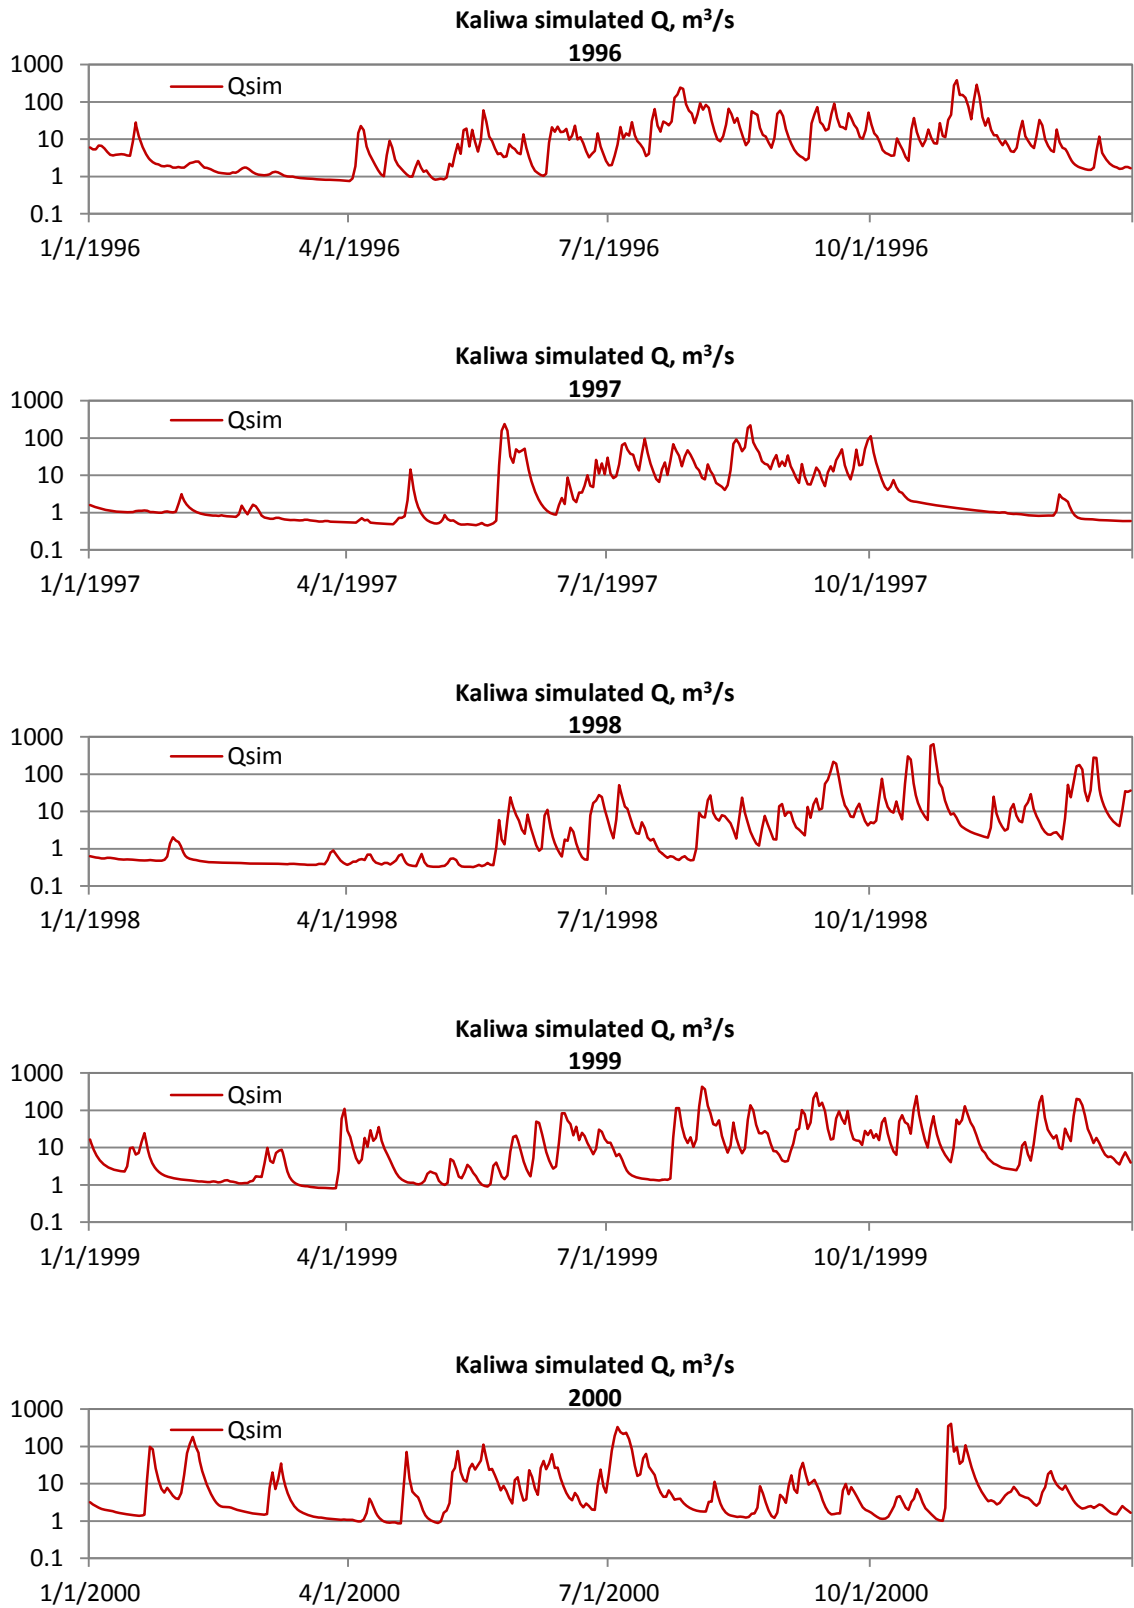 Kaliwa simulated Q, m³/s
1996
1000
100
10
1
0.1
Qsim
1/1/1996 4/1/1996 7/1/1996 10/1/1996
Kaliwa simulated Q, m³/s
1997
1000
100
10
1
0.1
Qsim
1/1/1997 4/1/1997 7/1/1997 10/1/1997
Kaliwa simulated Q, m³/s
1998
1000
100
10
1
0.1
Qsim
1/1/1998 4/1/1998 7/1/1998 10/1/1998
Kaliwa simulated Q, m³/s
1999
1000
100
10
1
0.1
Qsim
1/1/1999 4/1/1999 7/1/1999 10/1/1999
Kaliwa simulated Q, m³/s
2000
1000
100
10
1
0.1
Qsim
1/1/2000 4/1/2000 7/1/2000 10/1/2000